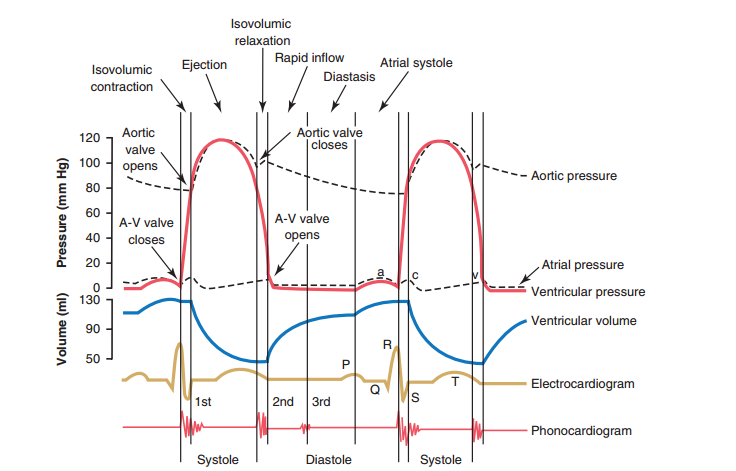 Isovolumic
relaxation
Rapid inflow
Ejection
Isovolumic
contraction
Diastasis
Atrial systole
Aortic
valve
opens
Aortic valve
closes
A-V valve
closes
A-V valve
opens
Pressure (mm Hg)
120
100
80
60
40
20
0
Volume (ml)
130
90
50
a
c
v
Aortic pressure
Atrial pressure
Ventricular pressure
Ventricular volume
R
P
Q
S
T
Electrocardiogram
1st
2nd
3rd
Phonocardiogram
Systole
Diastole
Systole